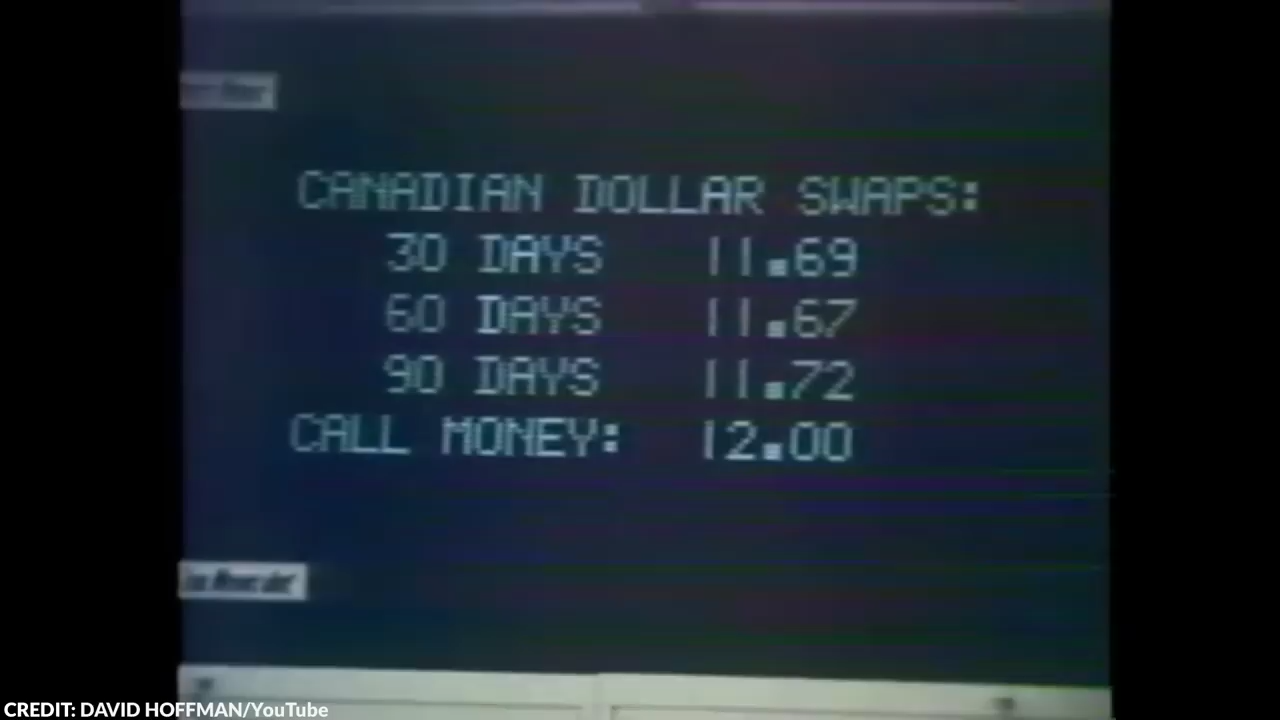 CANADIAN DOLLAR SWAPS:
30 DAYS 11.69
60 DAYS 11.67
90 DAYS 11.72
CALL MONEY: 12.00
CREDIT: DAVID HOFFMAN/YouTube